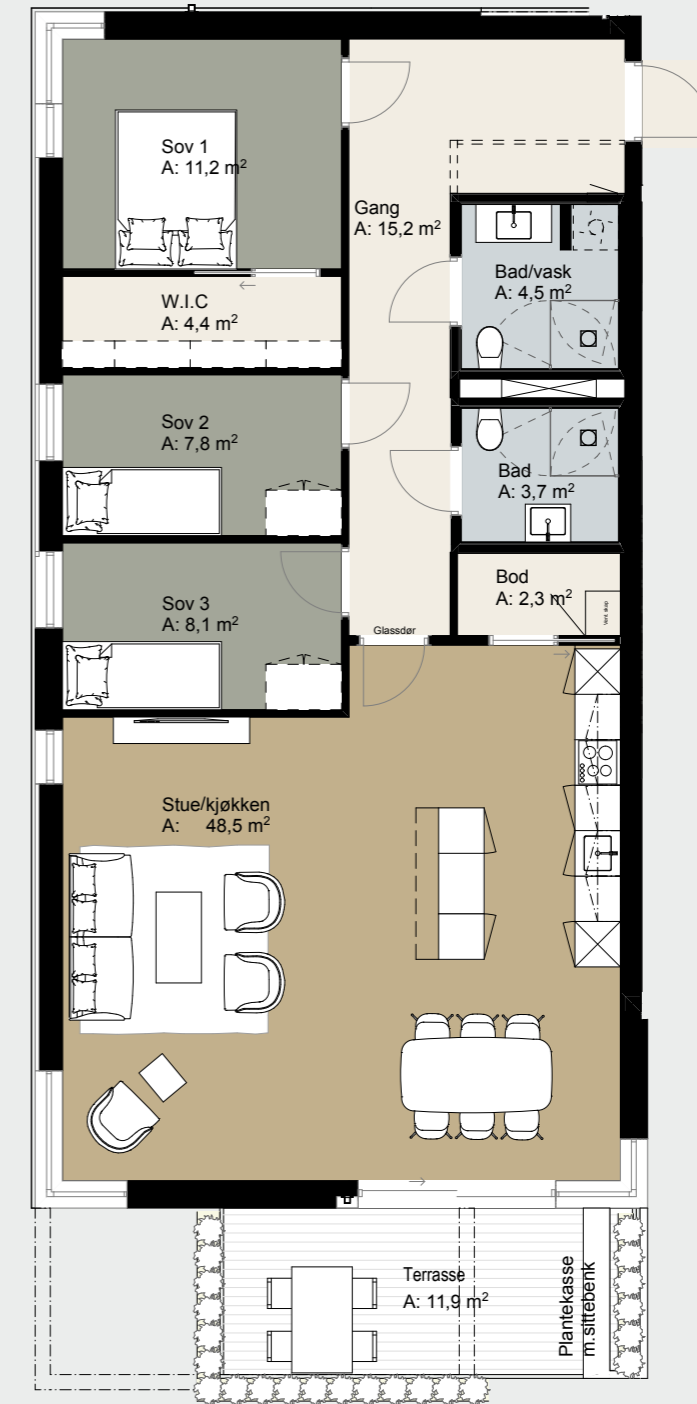 Sov 1
A: 11,2 m²
Gang
A: 15,2 m²
Bad/vask
A: 4,5 m²
W.I.C
A: 4,4 m²
Sov 2
A: 7,8 m²
Bad
A: 3,7 m²
Bod
A: 2,3 m²
Vent. skap
Sov 3
A: 8,1 m²
Glassdør
Stue/kjøkken
A: 48,5 m²
Terrasse
A: 11,9 m²
Plantekasse
m.sittebenk